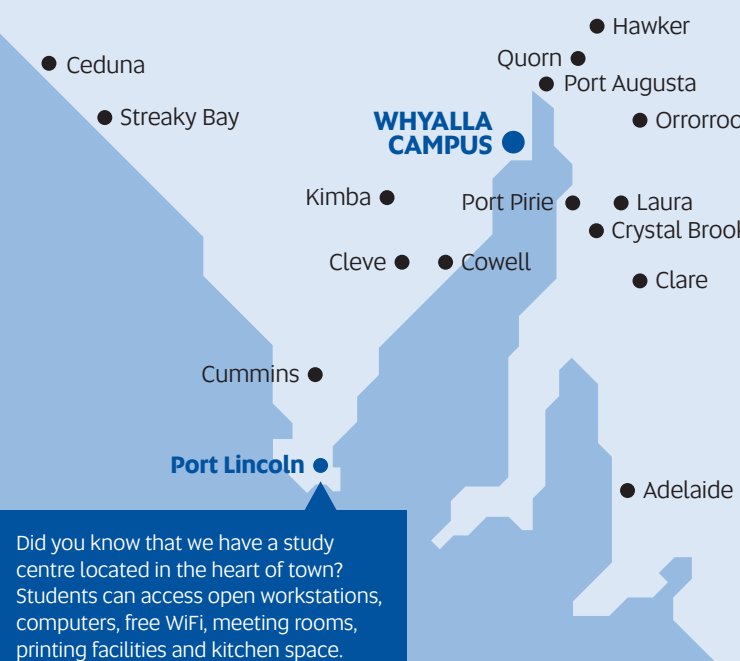 Hawker
Quorn
Ceduna
Port Augusta
Streaky Bay
WHYALLA
CAMPUS
Kimba
Port Pirie
Laura
Cleve
Cowell
Clare
Cummins
Port Lincoln
Adelaide
Did you know that we have a study
centre located in the heart of town?
Students can access open workstations,
computers, free WiFi, meeting rooms,
printing facilities and kitchen space.